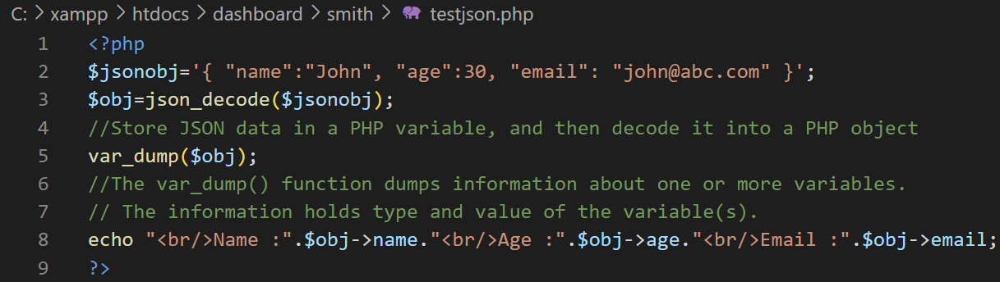 C: > xampp > htdocs > dashboard > smith > testjson.php
1 <?php
2 $jsonobj='{ "name":"John", "age":30, "email": "john@abc.com" }';
3 $obj=json_decode($jsonobj);
4 //Store JSON data in a PHP variable, and then decode it into a PHP object
5 var_dump($obj);
6 //The var_dump() function dumps information about one or more variables.
7 // The information holds type and value of the variable(s).
8 echo "<br/>Name :".$obj->name."<br/>Age :".$obj->age."<br/>Email :".$obj->email;
9 ?>